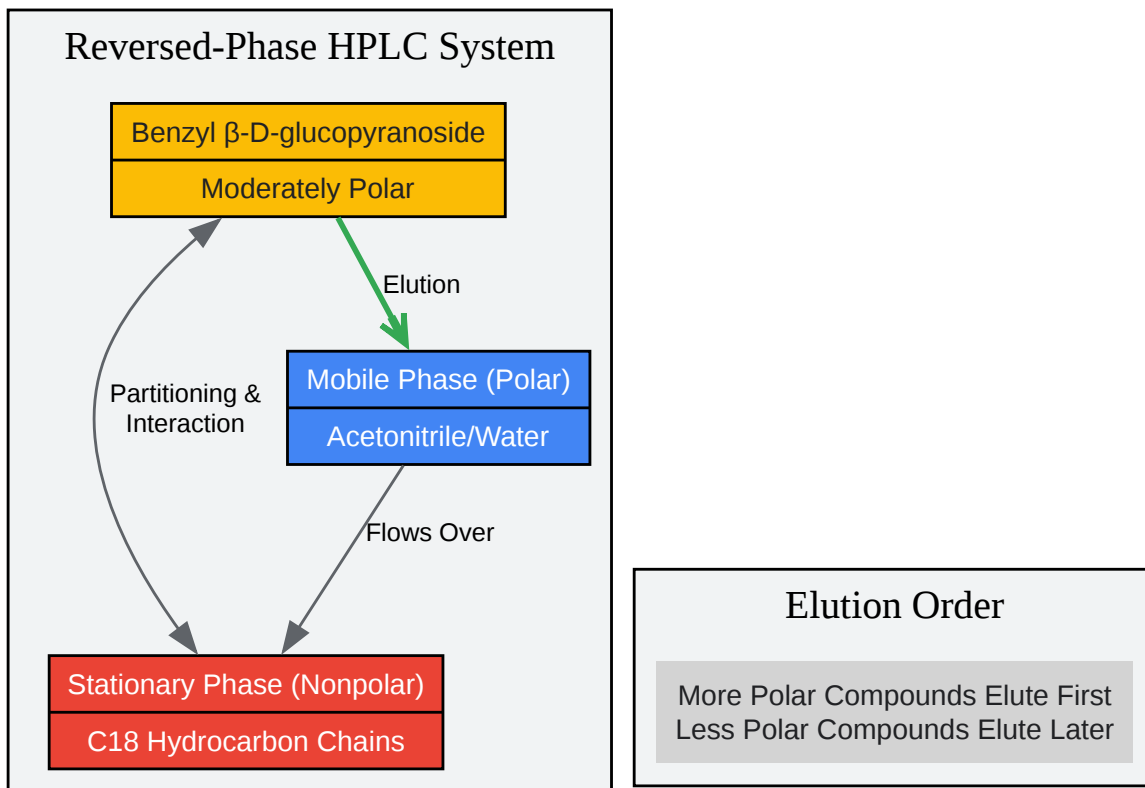 Reversed-Phase HPLC System
Benzyl β-D-glucopyranoside
Moderately Polar
Elution
Mobile Phase (Polar)
Acetonitrile/Water
Partitioning &
Interaction
Flows Over
Stationary Phase (Nonpolar)
C18 Hydrocarbon Chains
Elution Order
More Polar Compounds Elute First
Less Polar Compounds Elute Later